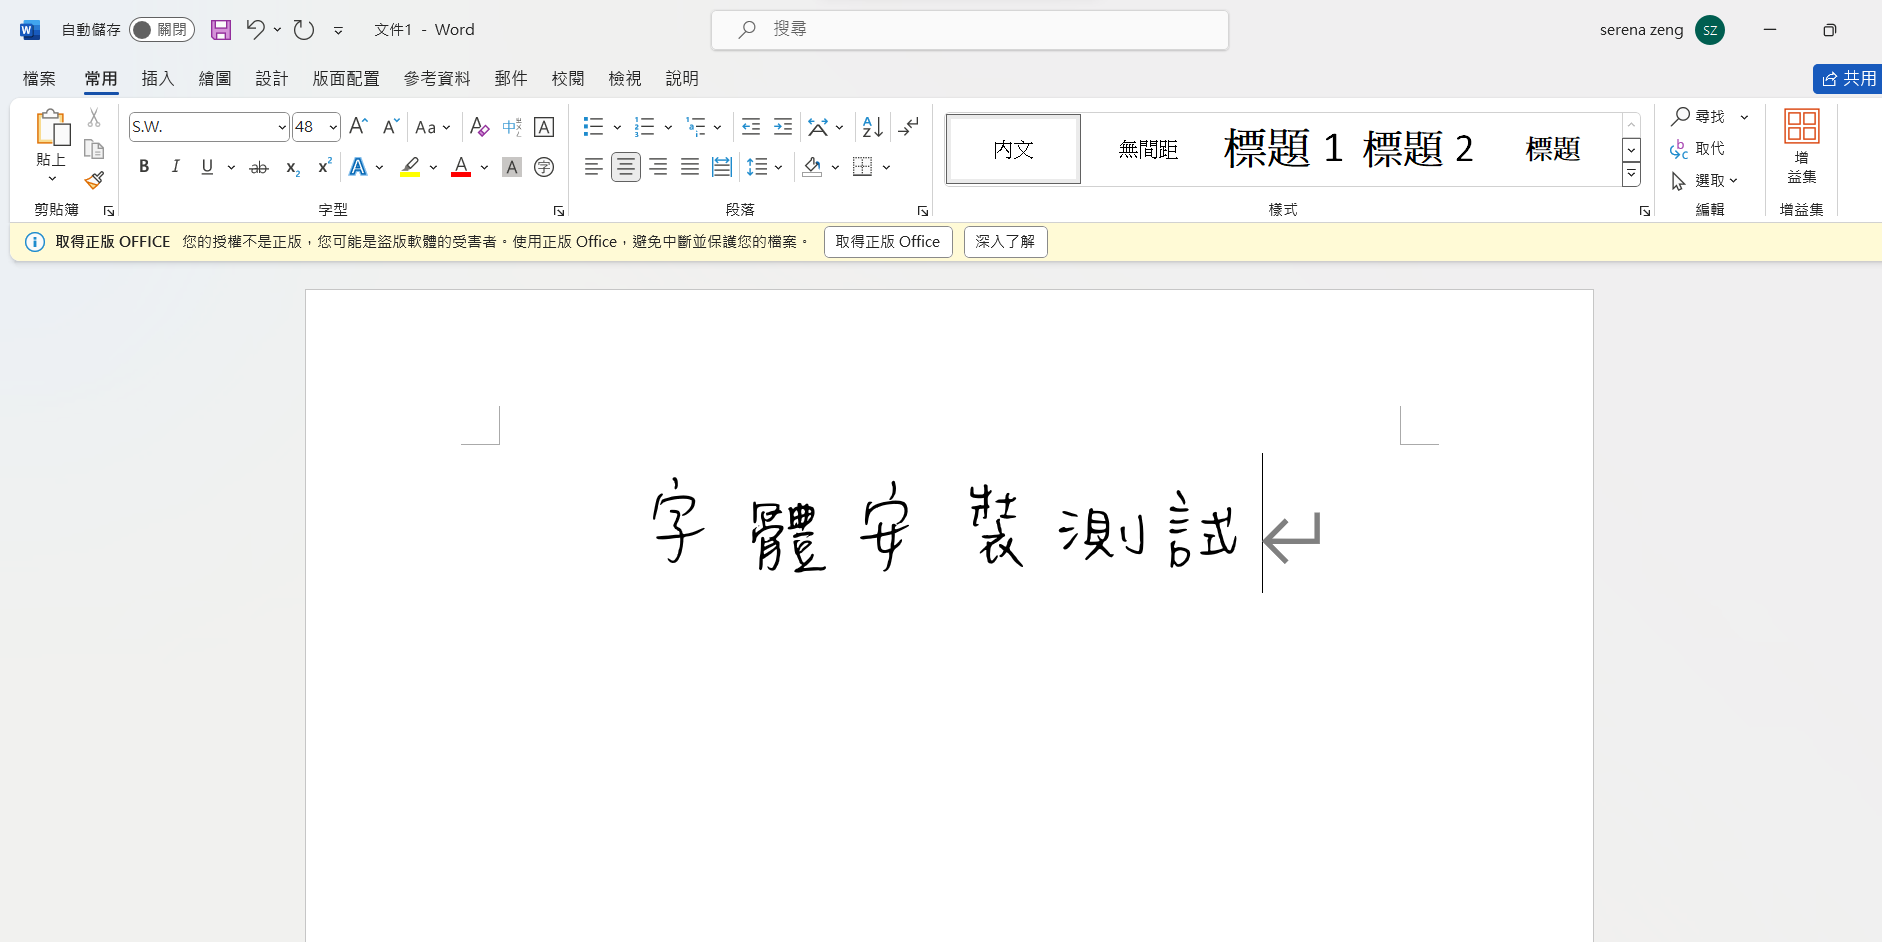 自動儲存 關閉 文件1 - Word 搜尋 serena zeng SZ
檔案 常用 插入 繪圖 設計 版面配置 參考資料 郵件 校閱 檢視 說明 共用
貼上
剪貼簿
S.W. 48
字型
段落
內文 無間距 標題 1 標題 2 標題
樣式
尋找
取代
選取
編輯
增
益集
增益集
取得正版 OFFICE 您的授權不是正版，您可能是盜版軟體的受害者。使用正版 Office，避免中斷並保護您的檔案。 取得正版 Office 深入了解
字體安裝測試